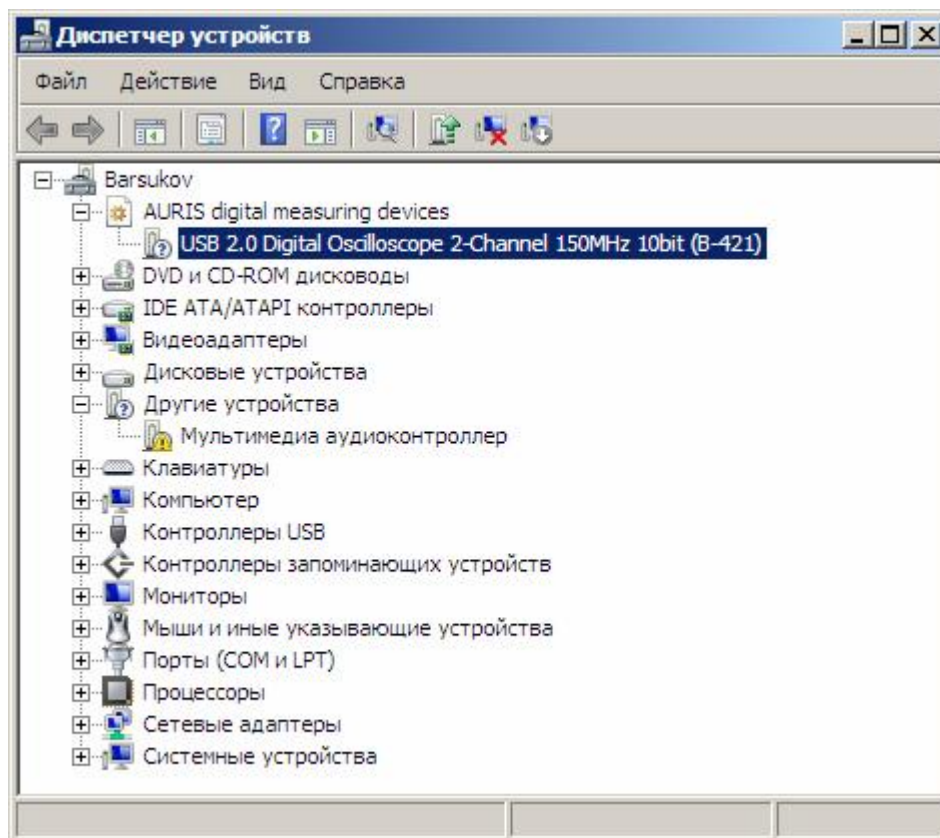 Диспетчер устройств
Файл Действие Вид Справка
Barsukov
AURIS digital measuring devices
USB 2.0 Digital Oscilloscope 2-Channel 150MHz 10bit (B-421)
DVD и CD-ROM дисководы
IDE ATA/ATAPI контроллеры
Видеоадаптеры
Дисковые устройства
Другие устройства
Мультимедиа аудиоконтроллер
Клавиатуры
Компьютер
Контроллеры USB
Контроллеры запоминающих устройств
Мониторы
Мыши и иные указывающие устройства
Порты (COM и LPT)
Процессоры
Сетевые адаптеры
Системные устройства